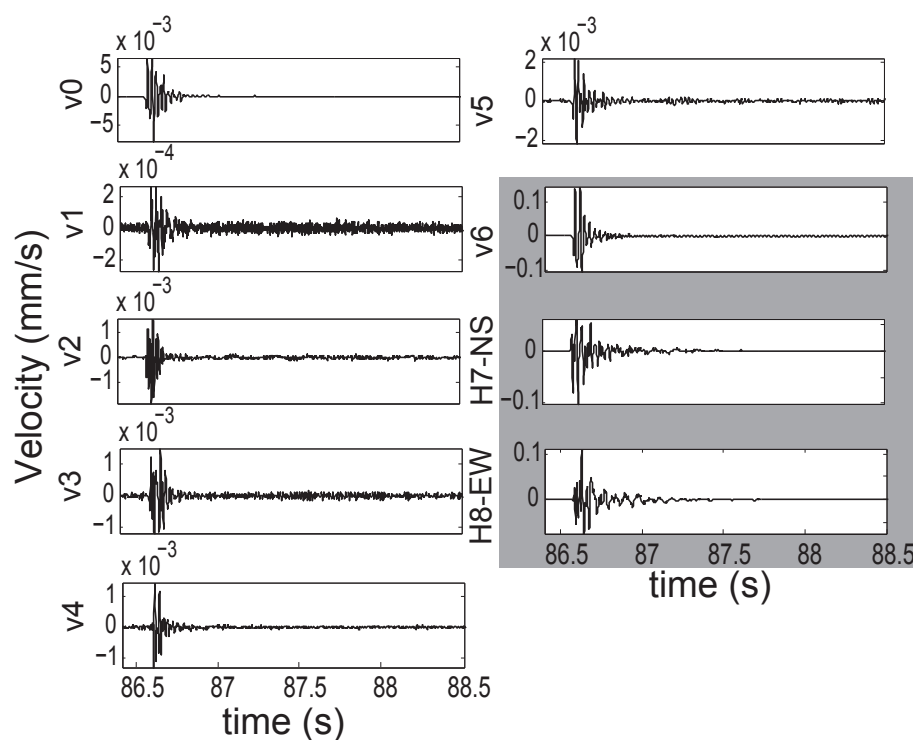 Velocity (mm/s)
x 10⁻³
v0
5
0
−5
x 10⁻⁴
v1
2
0
−2
x 10⁻³
v2
1
0
−1
x 10⁻³
v3
1
0
−1
x 10⁻³
v4
1
0
−1
86.5 87 87.5 88 88.5
time (s)
x 10⁻³
v5
2
0
−2
v6
0.1
0
−0.1
H7-NS
0
−0.1
H8-EW
0.1
0
86.5 87 87.5 88 88.5
time (s)